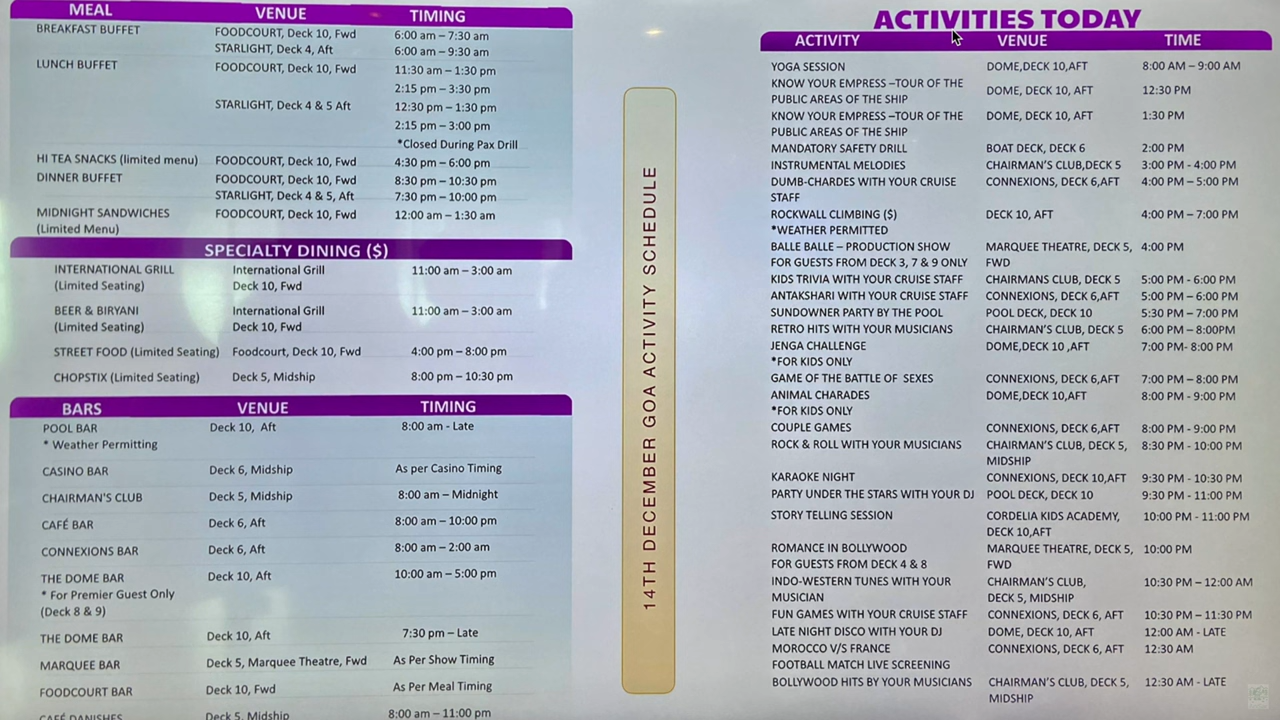 MEAL VENUE TIMING
BREAKFAST BUFFET FOODCOURT, Deck 10, Fwd 6:00 am – 7:30 am
STARLIGHT, Deck 4, Aft 6:00 am – 9:30 am
LUNCH BUFFET FOODCOURT, Deck 10, Fwd 11:30 am – 1:30 pm
2:15 pm – 3:30 pm
STARLIGHT, Deck 4 & 5 Aft 12:30 pm – 1:30 pm
2:15 pm – 3:00 pm
*Closed During Pax Drill
HI TEA SNACKS (limited menu) FOODCOURT, Deck 10, Fwd 4:30 pm – 6:00 pm
DINNER BUFFET FOODCOURT, Deck 10, Fwd 8:30 pm – 10:30 pm
STARLIGHT, Deck 4 & 5, Aft 7:30 pm – 10:00 pm
MIDNIGHT SANDWICHES FOODCOURT, Deck 10, Fwd 12:00 am – 1:30 am
(Limited Menu)
SPECIALTY DINING ($)
INTERNATIONAL GRILL International Grill 11:00 am – 3:00 am
(Limited Seating) Deck 10, Fwd
BEER & BIRYANI International Grill 11:00 am – 3:00 am
(Limited Seating) Deck 10, Fwd
STREET FOOD (Limited Seating) Foodcourt, Deck 10, Fwd 4:00 pm – 8:00 pm
CHOPSTIX (Limited Seating) Deck 5, Midship 8:00 pm – 10:30 pm
BARS VENUE TIMING
POOL BAR Deck 10, Aft 8:00 am - Late
* Weather Permitting
CASINO BAR Deck 6, Midship As per Casino Timing
CHAIRMAN'S CLUB Deck 5, Midship 8:00 am – Midnight
CAFÉ BAR Deck 6, Aft 8:00 am – 10:00 pm
CONNEXIONS BAR Deck 6, Aft 8:00 am – 2:00 am
THE DOME BAR Deck 10, Aft 10:00 am – 5:00 pm
* For Premier Guest Only
(Deck 8 & 9)
THE DOME BAR Deck 10, Aft 7:30 pm – Late
MARQUEE BAR Deck 5, Marquee Theatre, Fwd As Per Show Timing
FOODCOURT BAR Deck 10, Fwd As Per Meal Timing
CAFÉ DANISHES Deck 5, Midship 8:00 am – 11:00 pm
14TH DECEMBER GOA ACTIVITY SCHEDULE
ACTIVITIES TODAY
ACTIVITY VENUE TIME
YOGA SESSION DOME,DECK 10,AFT 8:00 AM – 9:00 AM
KNOW YOUR EMPRESS –TOUR OF THE
PUBLIC AREAS OF THE SHIP DOME, DECK 10, AFT 12:30 PM
KNOW YOUR EMPRESS –TOUR OF THE DOME, DECK 10, AFT 1:30 PM
PUBLIC AREAS OF THE SHIP
MANDATORY SAFETY DRILL BOAT DECK, DECK 6 2:00 PM
INSTRUMENTAL MELODIES CHAIRMAN'S CLUB,DECK 5 3:00 PM - 4:00 PM
DUMB-CHARDES WITH YOUR CRUISE CONNEXIONS, DECK 6,AFT 4:00 PM – 5:00 PM
STAFF
ROCKWALL CLIMBING ($) DECK 10, AFT 4:00 PM – 7:00 PM
*WEATHER PERMITTED
BALLE BALLE – PRODUCTION SHOW MARQUEE THEATRE, DECK 5, 4:00 PM
FOR GUESTS FROM DECK 3, 7 & 9 ONLY FWD
KIDS TRIVIA WITH YOUR CRUISE STAFF CHAIRMANS CLUB, DECK 5 5:00 PM - 6:00 PM
ANTAKSHARI WITH YOUR CRUISE STAFF CONNEXIONS, DECK 6,AFT 5:00 PM – 6:00 PM
SUNDOWNER PARTY BY THE POOL POOL DECK, DECK 10 5:30 PM – 7:00 PM
RETRO HITS WITH YOUR MUSICIANS CHAIRMAN'S CLUB, DECK 5 6:00 PM – 8:00PM
JENGA CHALLENGE DOME,DECK 10 ,AFT 7:00 PM- 8:00 PM
*FOR KIDS ONLY
GAME OF THE BATTLE OF SEXES CONNEXIONS, DECK 6,AFT 7:00 PM – 8:00 PM
ANIMAL CHARADES DOME,DECK 10,AFT 8:00 PM - 9:00 PM
*FOR KIDS ONLY
COUPLE GAMES CONNEXIONS, DECK 6,AFT 8:00 PM - 9:00 PM
ROCK & ROLL WITH YOUR MUSICIANS CHAIRMAN'S CLUB, DECK 5, 8:30 PM - 10:00 PM
MIDSHIP
KARAOKE NIGHT CONNEXIONS, DECK 10,AFT 9:30 PM - 10:30 PM
PARTY UNDER THE STARS WITH YOUR DJ POOL DECK, DECK 10 9:30 PM - 11:00 PM
STORY TELLING SESSION CORDELIA KIDS ACADEMY, 10:00 PM - 11:00 PM
DECK 10,AFT
ROMANCE IN BOLLYWOOD MARQUEE THEATRE, DECK 5, 10:00 PM
FOR GUESTS FROM DECK 4 & 8 FWD
INDO-WESTERN TUNES WITH YOUR CHAIRMAN'S CLUB, 10:30 PM – 12:00 AM
MUSICIAN DECK 5, MIDSHIP
FUN GAMES WITH YOUR CRUISE STAFF CONNEXIONS, DECK 6, AFT 10:30 PM – 11:30 PM
LATE NIGHT DISCO WITH YOUR DJ DOME, DECK 10, AFT 12:00 AM - LATE
MOROCCO V/S FRANCE CONNEXIONS, DECK 6, AFT 12:30 AM
FOOTBALL MATCH LIVE SCREENING
BOLLYWOOD HITS BY YOUR MUSICIANS CHAIRMAN'S CLUB, DECK 5, 12:30 AM - LATE
MIDSHIP